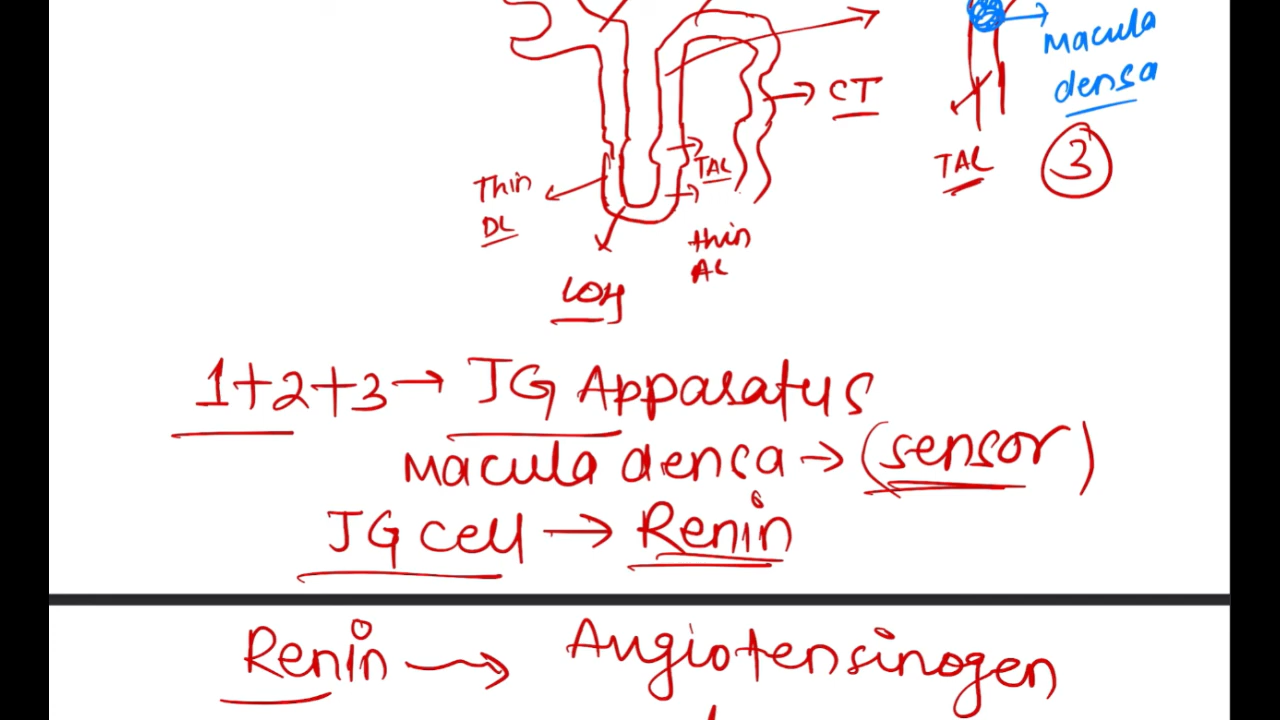 Macula
densa
CT
TAL
TAL
3
Thin
DL
thin
AL
LOH
1+2+3→ JG Apparatus
Macula densa → (sensor)
JG cell → Renin
Renin → Angiotensinogen